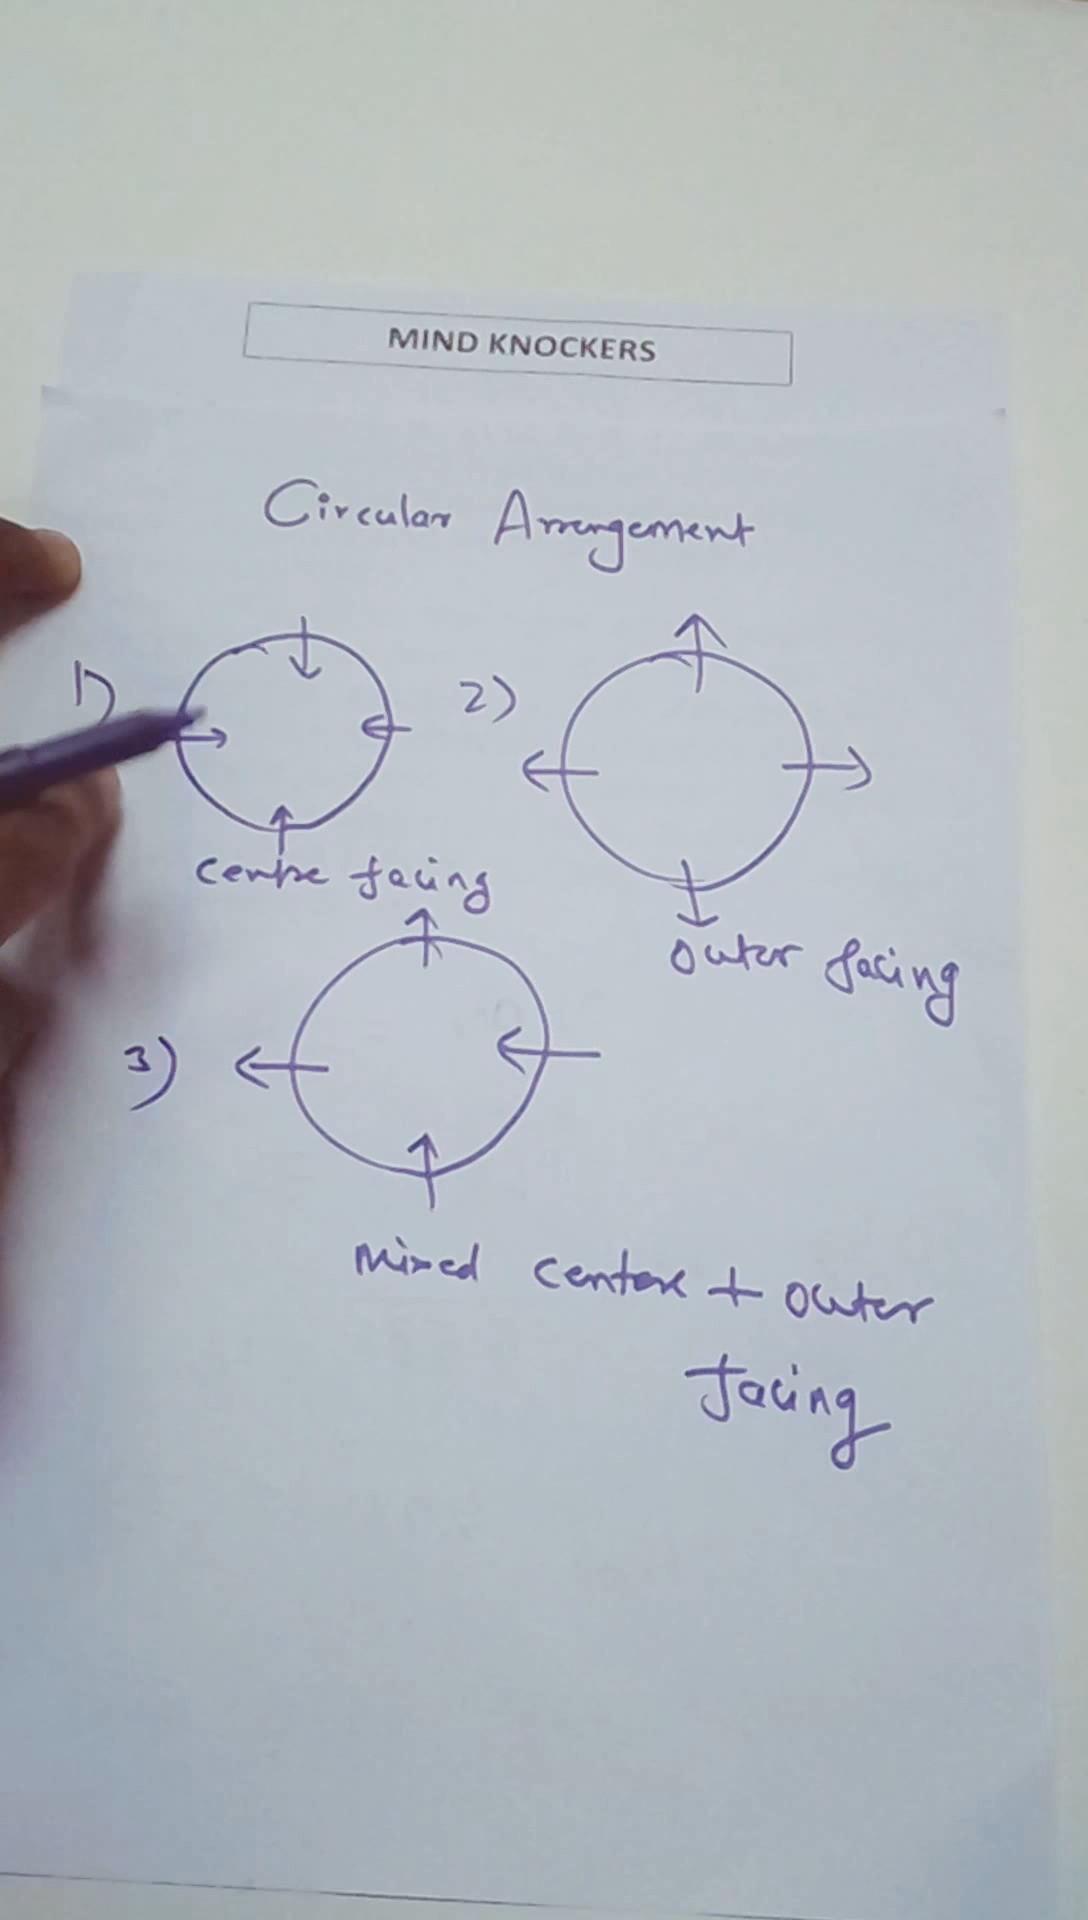 MIND KNOCKERS
Circular Arrangement
1)
2)
centre facing
outer facing
3)
mixed centre + outer
facing